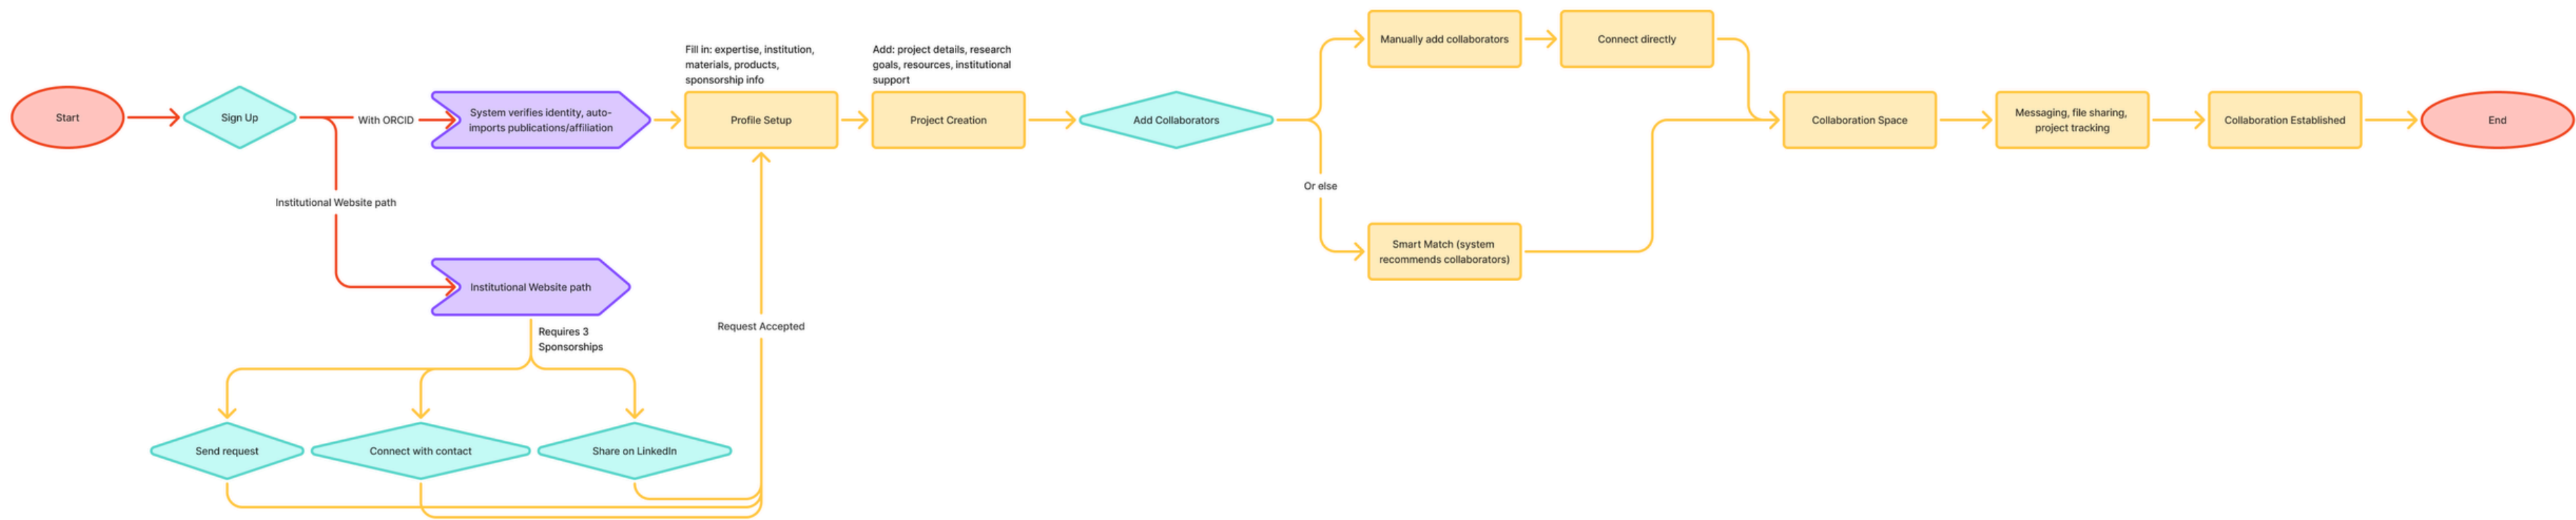 Start
Sign Up
With ORCID
Institutional Website path
System verifies identity, auto-
imports publications/affiliation
Fill in: expertise, institution,
materials, products,
sponsorship info
Profile Setup
Add: project details, research
goals, resources, institutional
support
Project Creation
Add Collaborators
Manually add collaborators
Connect directly
Or else
Smart Match (system
recommends collaborators)
Collaboration Space
Messaging, file sharing,
project tracking
Collaboration Established
End
Institutional Website path
Requires 3
Sponsorships
Request Accepted
Send request
Connect with contact
Share on LinkedIn